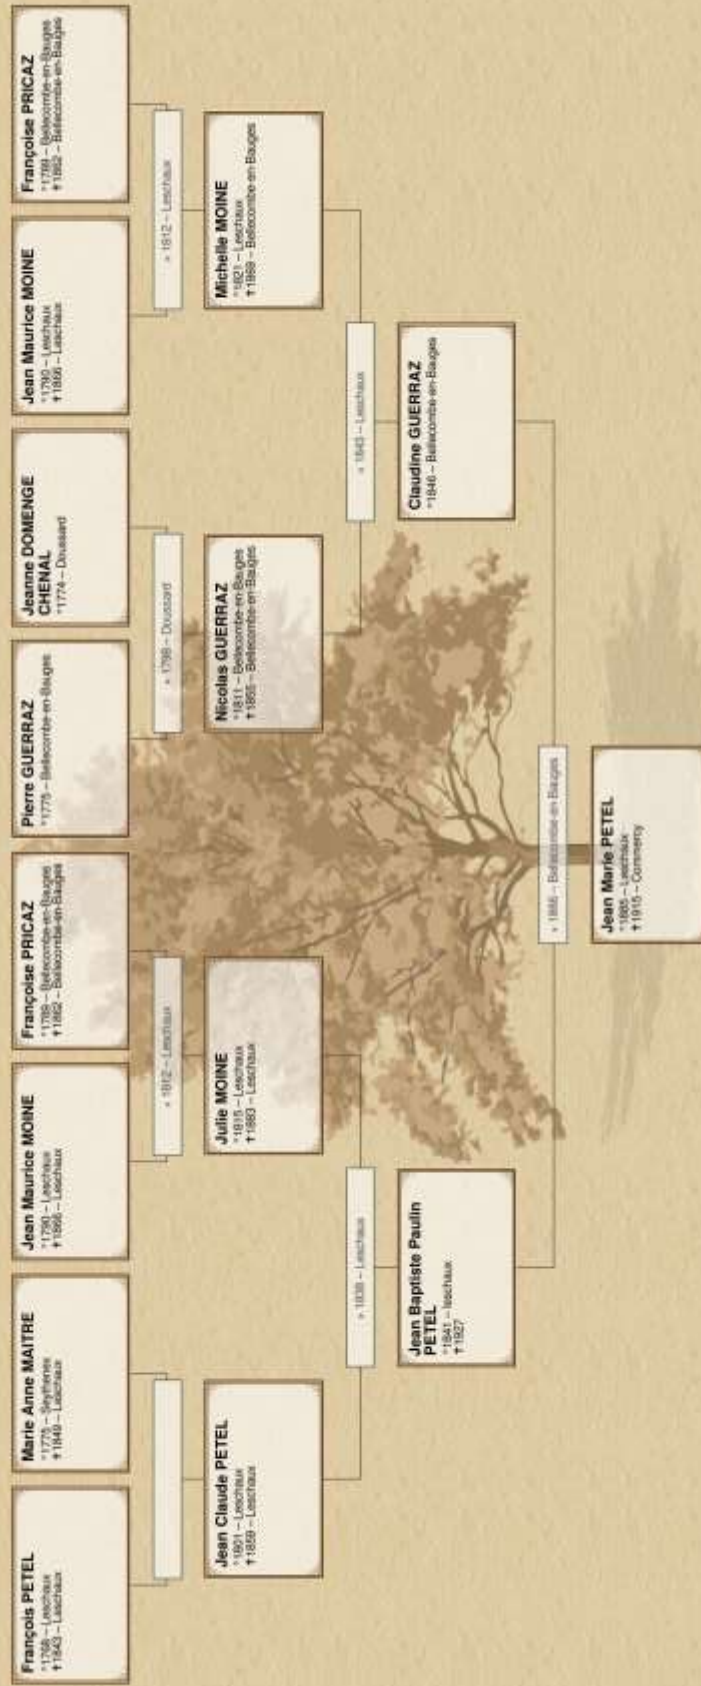 François PETEL
°1768 – Leschaux
†1843 – Leschaux
Marie Anne MAITRE
°1775 – Seythenex
†1849 – Leschaux
Jean Maurice MOINE
°1790 – Leschaux
†1866 – Leschaux
Françoise PRICAZ
°1789 – Bellecombe-en-Bauges
†1862 – Bellecombe-en-Bauges
Pierre GUERRAZ
°1775 – Bellecombe-en-Bauges
Jeanne DOMENGE
CHENAL
°1774 – Doussard
Jean Maurice MOINE
°1790 – Leschaux
†1866 – Leschaux
Françoise PRICAZ
°1789 – Bellecombe-en-Bauges
†1862 – Bellecombe-en-Bauges
× 1812 – Leschaux
× 1798 – Doussard
× 1812 – Leschaux
Jean Claude PETEL
°1801 – Leschaux
†1859 – Leschaux
Julie MOINE
°1815 – Leschaux
†1883 – Leschaux
Nicolas GUERRAZ
°1811 – Bellecombe-en-Bauges
†1855 – Bellecombe-en-Bauges
Michelle MOINE
°1821 – Leschaux
†1869 – Bellecombe-en-Bauges
× 1838 – Leschaux
× 1843 – Leschaux
Jean Baptiste Paulin
PETEL
°1841 – leschaux
†1927
Claudine GUERRAZ
°1846 – Bellecombe-en-Bauges
– Bellecombe-en Bauges
Jean Marie PETEL
°1885 – Leschaux
†1915 – Commercy